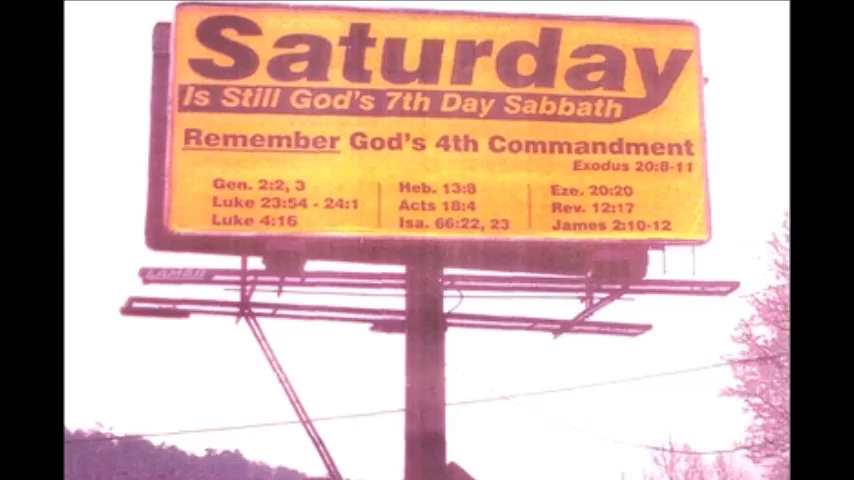 Saturday
Is Still God's 7th Day Sabbath
Remember God's 4th Commandment
Exodus 20:8-11
Gen. 2:2, 3
Luke 23:54 - 24:1
Luke 4:16
Heb. 13:8
Acts 18:4
Isa. 66:22, 23
Eze. 20:20
Rev. 12:17
James 2:10-12
LAMAR